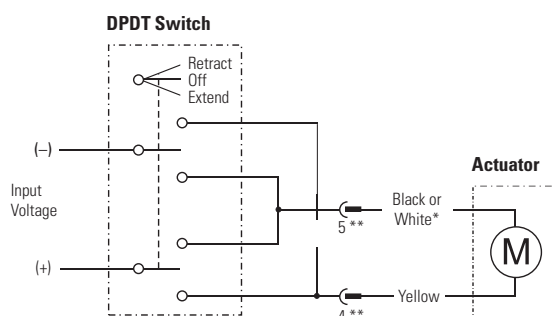 DPDT Switch
Retract
Off
Extend
(–)
Actuator
Input
Voltage
Black or
White*
5 **
M
(+)
Yellow
4 **